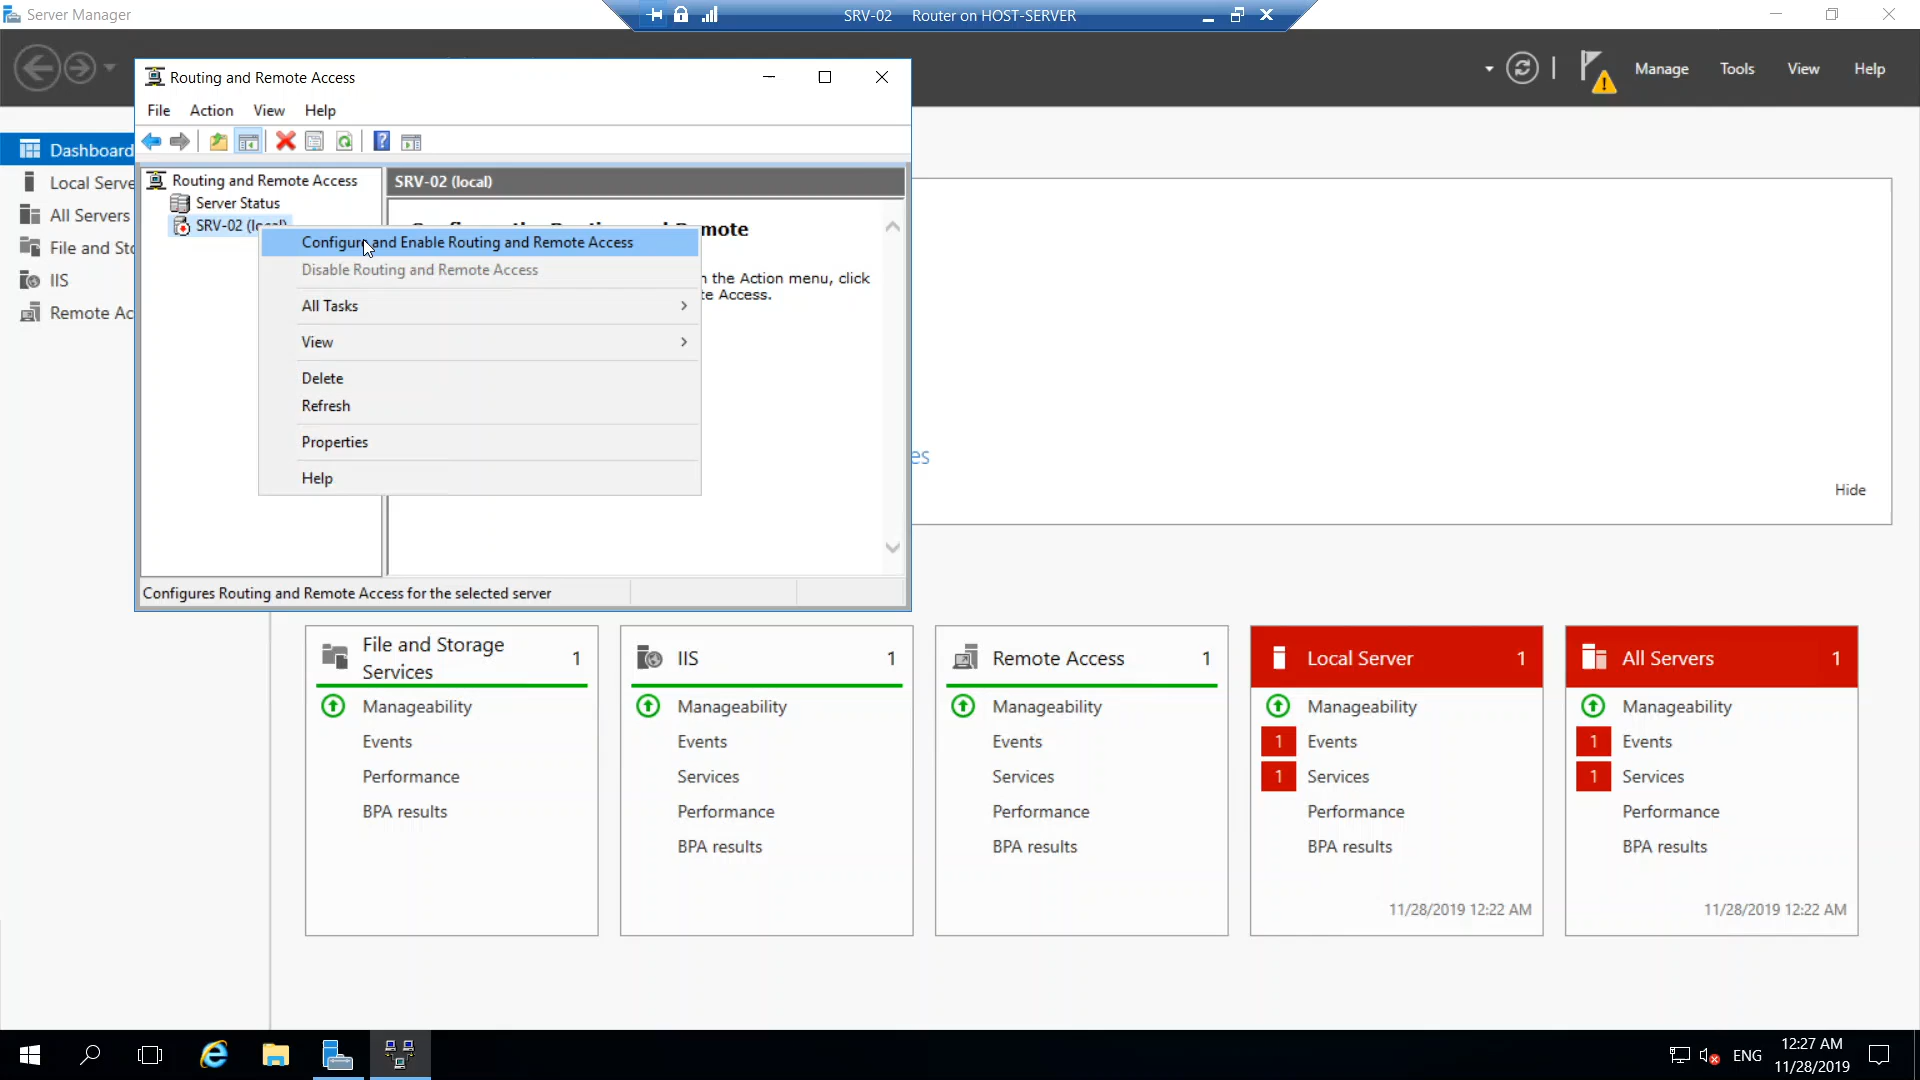 Server Manager
SRV-02 Router on HOST-SERVER
Manage Tools View Help
Routing and Remote Access
File Action View Help
Dashboard
Local Serve
All Servers
File and Sto
IIS
Remote Ac
Routing and Remote Access
Server Status
SRV-02 (local)
SRV-02 (local)
mote
n the Action menu, click
te Access.
Configure and Enable Routing and Remote Access
Disable Routing and Remote Access
All Tasks
View
Delete
Refresh
Properties
Help
es
Hide
Configures Routing and Remote Access for the selected server
File and Storage
Services 1
Manageability
Events
Performance
BPA results
IIS 1
Manageability
Events
Services
Performance
BPA results
Remote Access 1
Manageability
Events
Services
Performance
BPA results
Local Server 1
Manageability
1 Events
1 Services
Performance
BPA results
11/28/2019 12:22 AM
All Servers 1
Manageability
1 Events
1 Services
Performance
BPA results
11/28/2019 12:22 AM
ENG
12:27 AM
11/28/2019